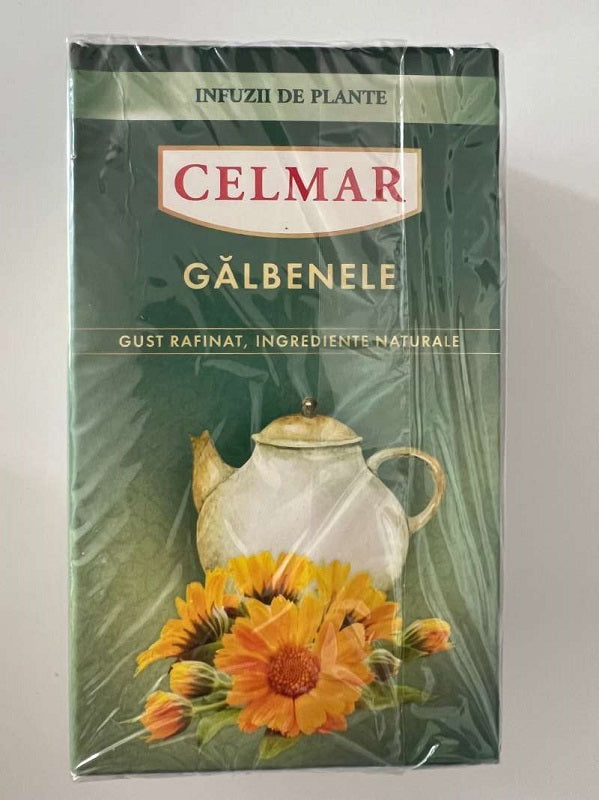 INFUZII DE PLANTE
CELMAR
GĂLBENELE
GUST RAFINAT, INGREDIENTE NATURALE